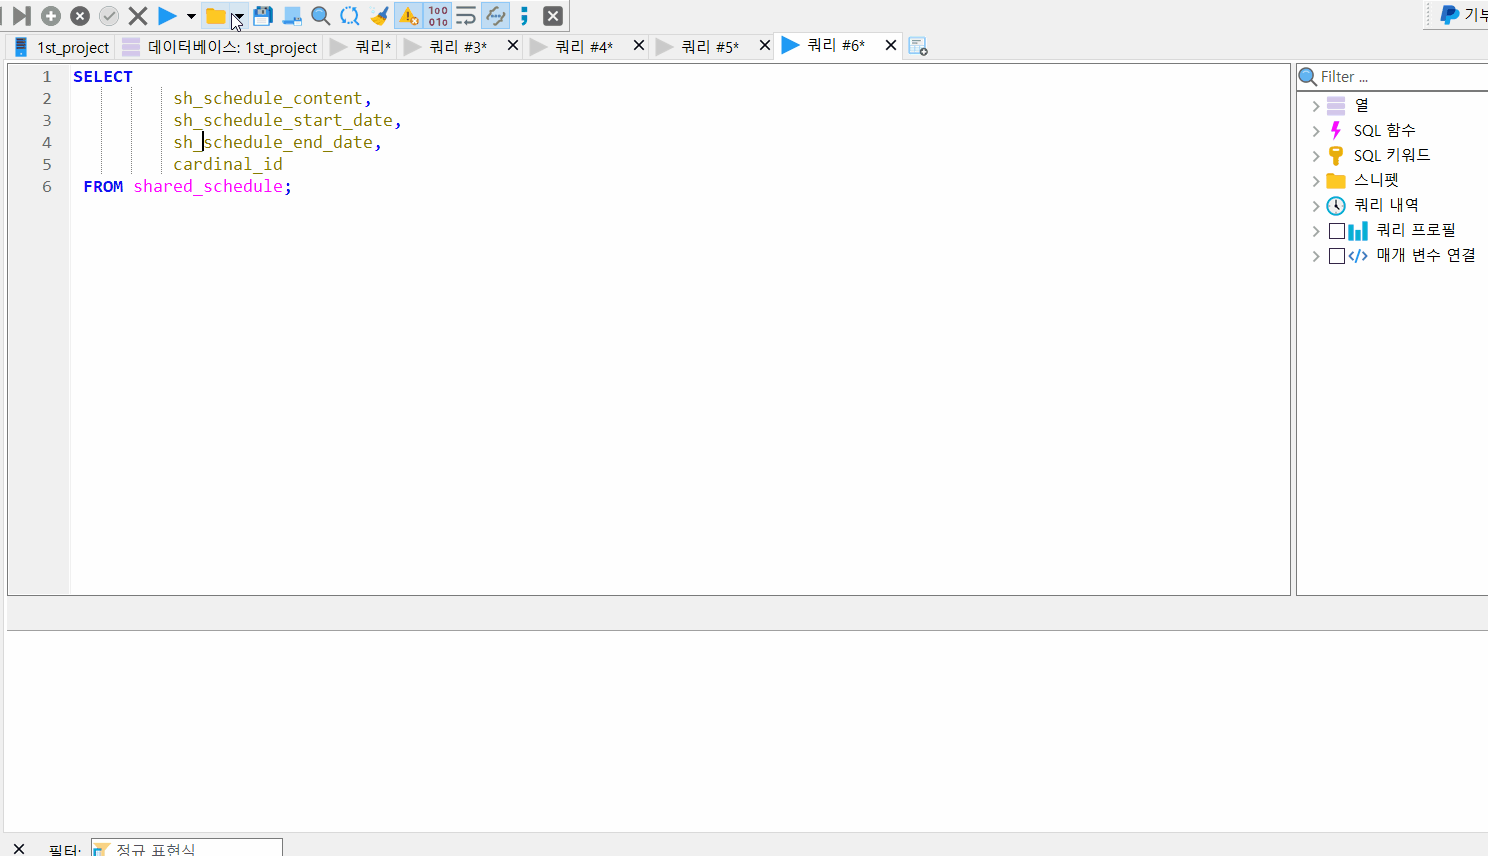 기부
1st_project 데이터베이스: 1st_project 쿼리* 쿼리 #3* 쿼리 #4* 쿼리 #5* 쿼리 #6*
1 SELECT
2 sh_schedule_content,
3 sh_schedule_start_date,
4 sh_schedule_end_date,
5 cardinal_id
6 FROM shared_schedule;
Filter ...
열
SQL 함수
SQL 키워드
스니펫
쿼리 내역
쿼리 프로필
매개 변수 연결
필터: 정규 표현식